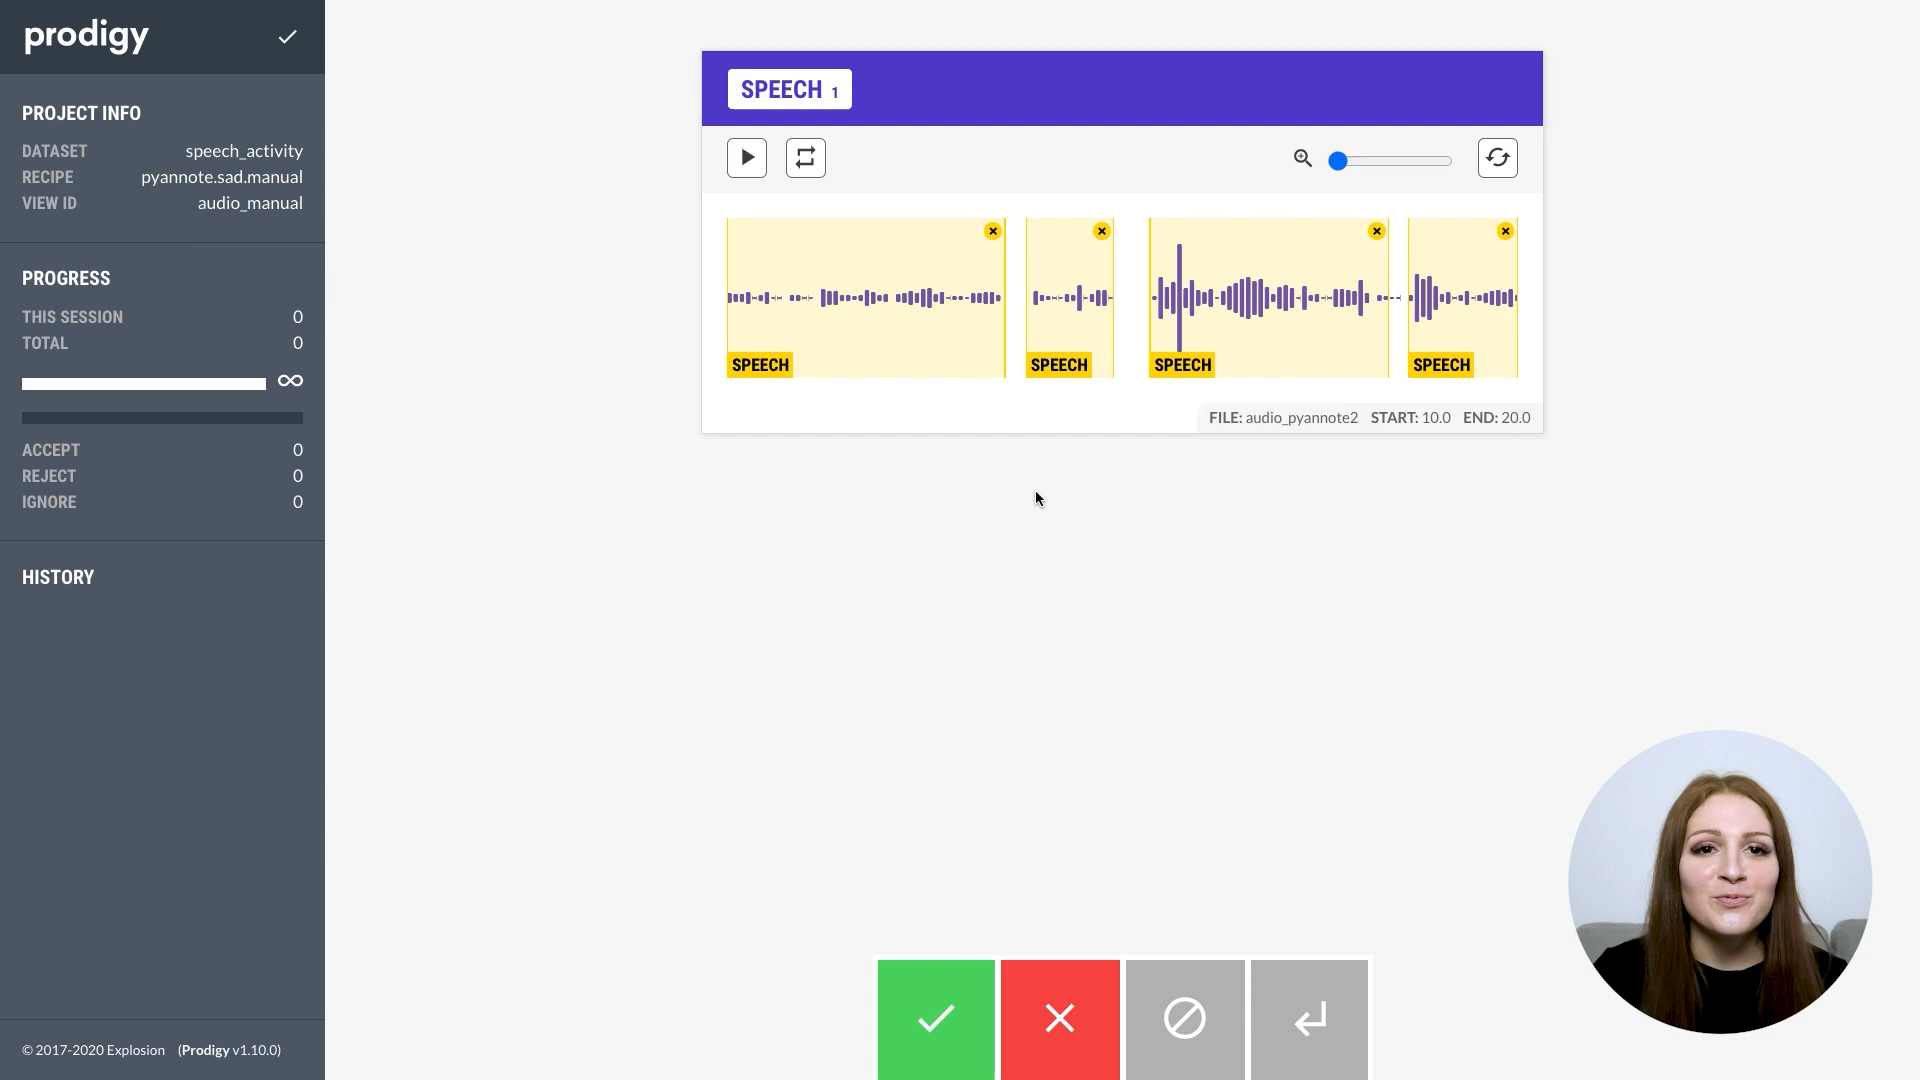 prodigy
PROJECT INFO
DATASET speech_activity
RECIPE pyannote.sad.manual
VIEW ID audio_manual
PROGRESS
THIS SESSION 0
TOTAL 0
∞
ACCEPT 0
REJECT 0
IGNORE 0
HISTORY
© 2017-2020 Explosion (Prodigy v1.10.0)
SPEECH 1
SPEECH SPEECH SPEECH SPEECH
FILE: audio_pyannote2 START: 10.0 END: 20.0